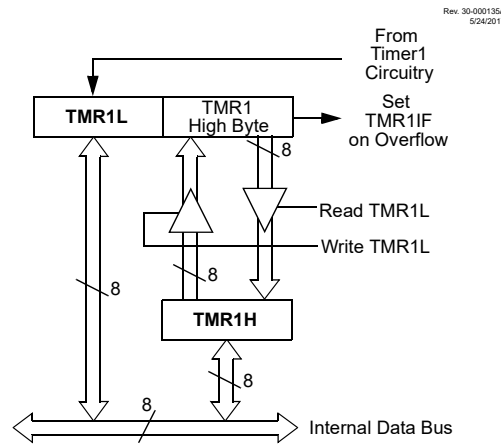 Rev. 30-000135
5/24/201
From
Timer1
Circuitry
TMR1L
TMR1
High Byte
Set
TMR1IF
on Overflow
8
Read TMR1L
Write TMR1L
8
8
TMR1H
8
8
Internal Data Bus